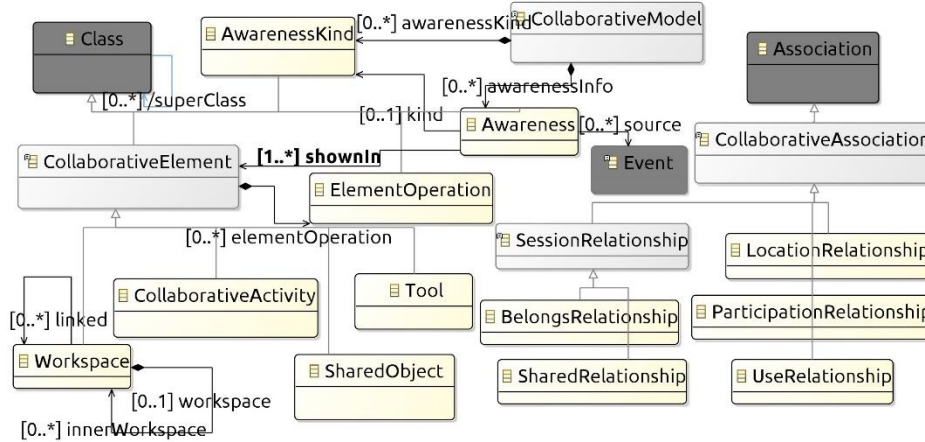 Class
AwarenessKind
[0..*] awarenessKind
CollaborativeModel
Association
[0..*] /superClass
[0..1] kind
[0..*] awarenessInfo
Awareness
[0..*] source
CollaborativeElement
[1..*] shownIn
Event
CollaborativeAssociation
ElementOperation
[0..*] elementOperation
SessionRelationship
LocationRelationship
CollaborativeActivity
Tool
[0..*] linked
BelongsRelationship
ParticipationRelationship
Workspace
SharedObject
SharedRelationship
UseRelationship
[0..1] workspace
[0..*] innerWorkspace